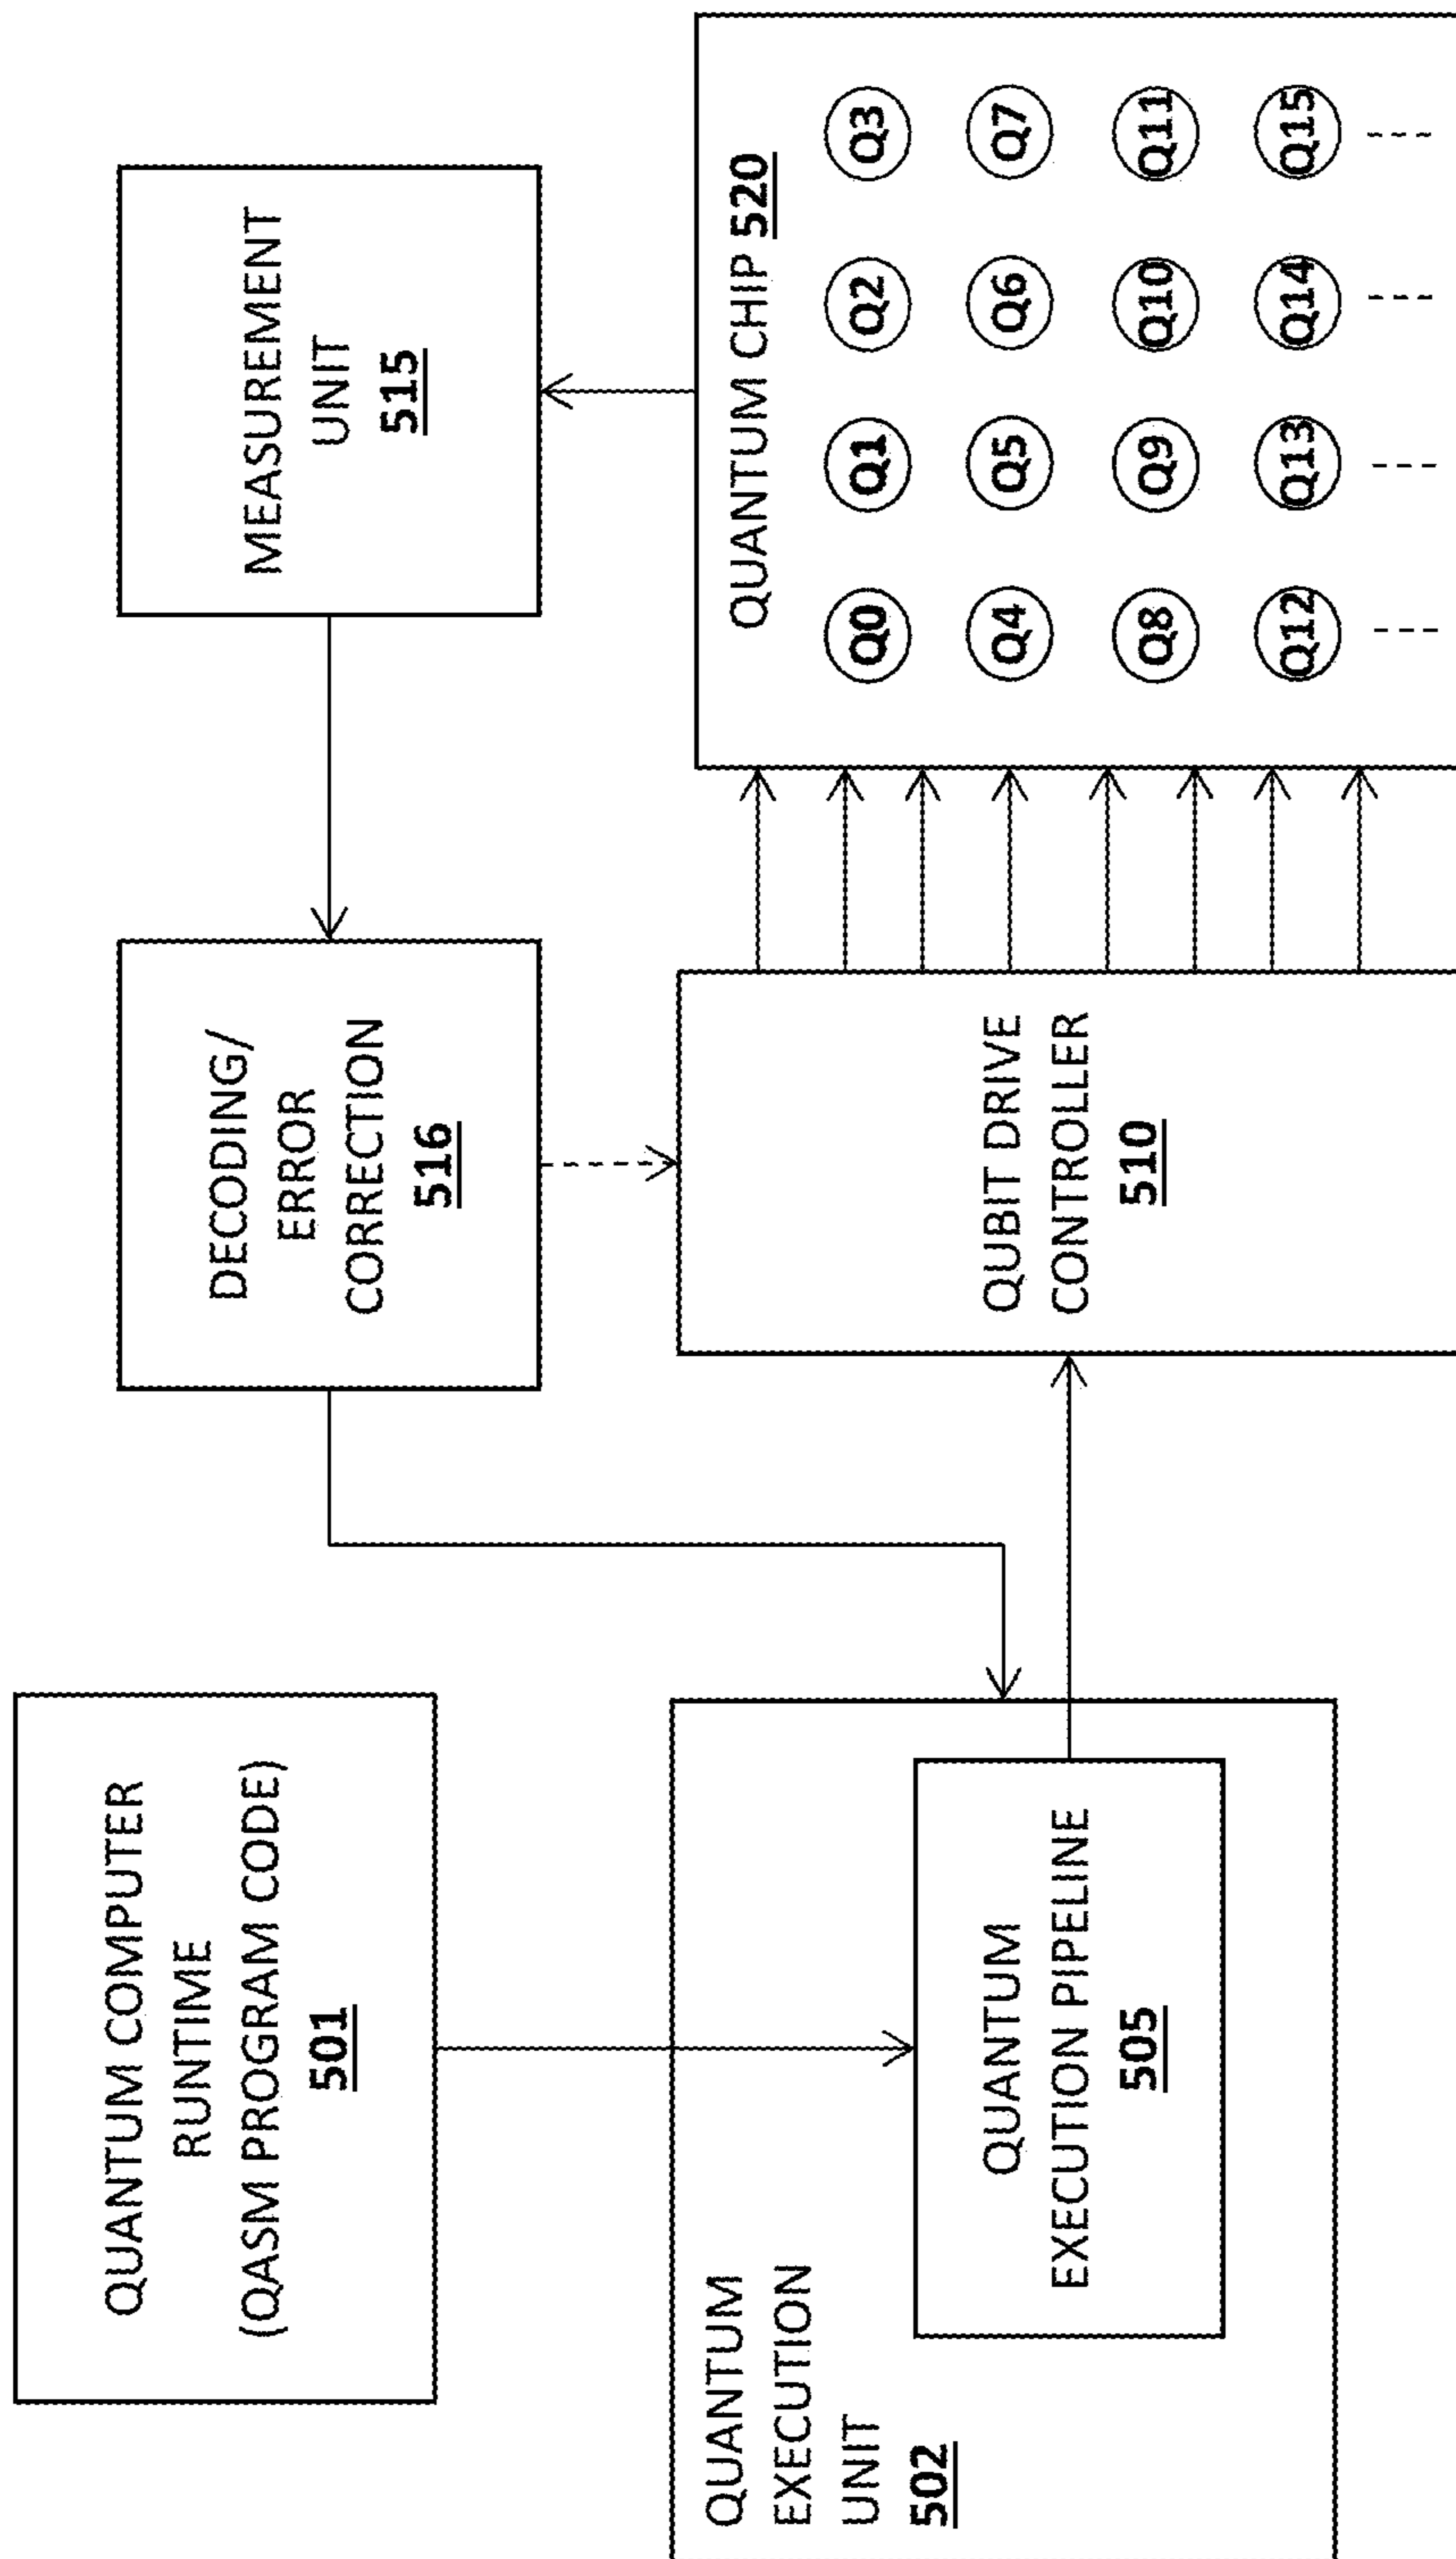 QUANTUM COMPUTER
RUNTIME
(QASM PROGRAM CODE)
501
DECODING/
ERROR
CORRECTION
516
MEASUREMENT
UNIT
515
QUANTUM
EXECUTION
UNIT
502
QUANTUM
EXECUTION PIPELINE
505
QUBIT DRIVE
CONTROLLER
510
QUANTUM CHIP 520
Q0 Q1 Q2 Q3
Q4 Q5 Q6 Q7
Q8 Q9 Q10 Q11
Q12 Q13 Q14 Q15